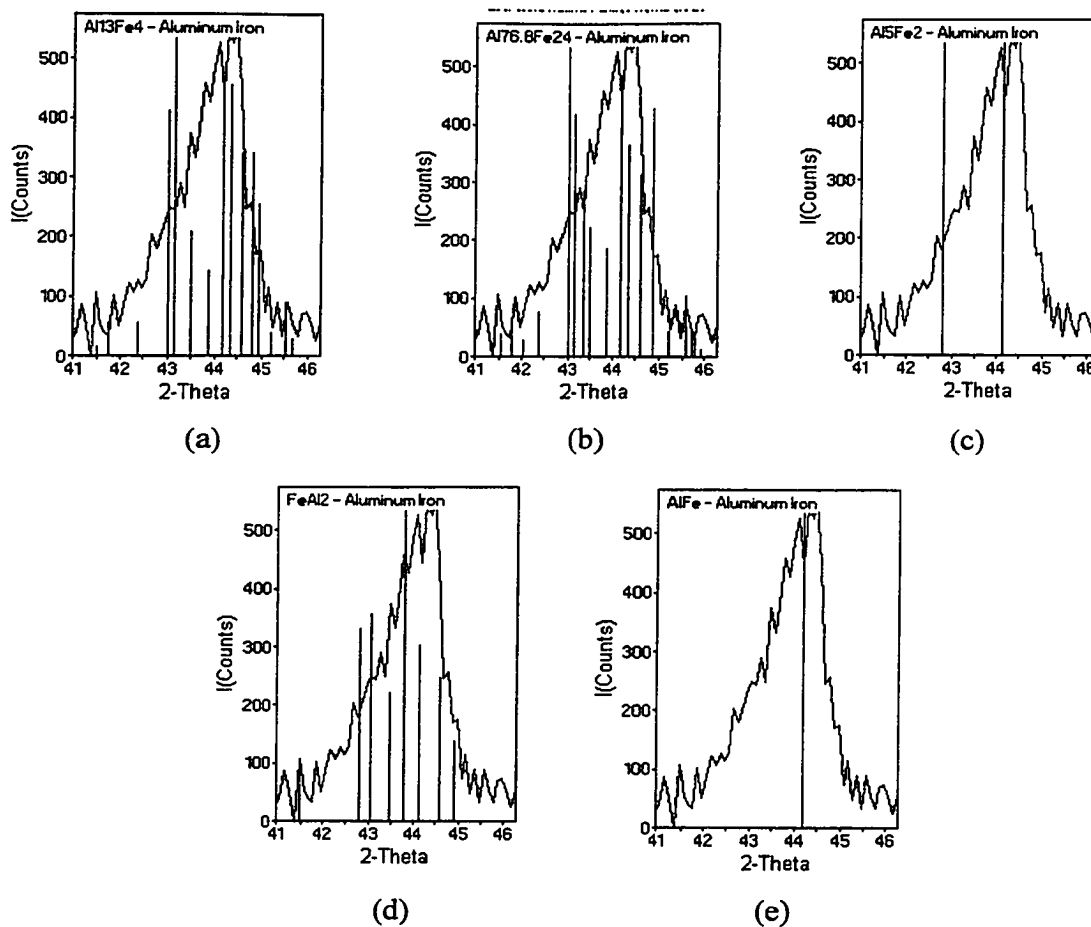 Al13Fe4 - Aluminum Iron
500
400
300
200
100
0
I(Counts)
41 42 43 44 45 46
2-Theta
(a)
Al76.8Fe24 - Aluminum Iron
500
400
300
200
100
0
I(Counts)
41 42 43 44 45 46
2-Theta
(b)
Al5Fe2 - Aluminum Iron
500
400
300
200
100
0
I(Counts)
41 42 43 44 45 46
2-Theta
(c)
FeAl2 - Aluminum Iron
500
400
300
200
100
0
I(Counts)
41 42 43 44 45 46
2-Theta
(d)
AlFe - Aluminum Iron
500
400
300
200
100
0
I(Counts)
41 42 43 44 45 46
2-Theta
(e)